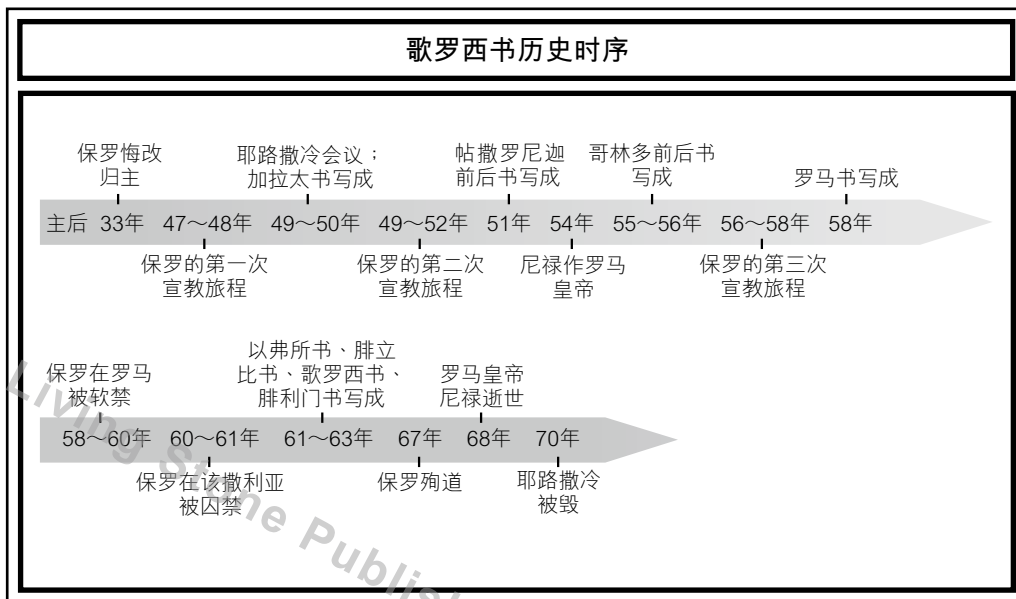 歌罗西书历史时序
保罗悔改
归主
耶路撒冷会议；
加拉太书写成
帖撒罗尼迦
前后书写成
哥林多前后书
写成
罗马书写成
主后 33年 47～48年 49～50年 49～52年 51年 54年 55～56年 56～58年 58年
保罗的第一次
宣教旅程
保罗的第二次
宣教旅程
尼禄作罗马
皇帝
保罗的第三次
宣教旅程
保罗在罗马
被软禁
以弗所书、腓立
比书、歌罗西书、
腓利门书写成
罗马皇帝
尼禄逝世
58～60年 60～61年 61～63年 67年 68年 70年
保罗在该撒利亚
被囚禁
保罗殉道
耶路撒冷
被毁
Living Stone Publis